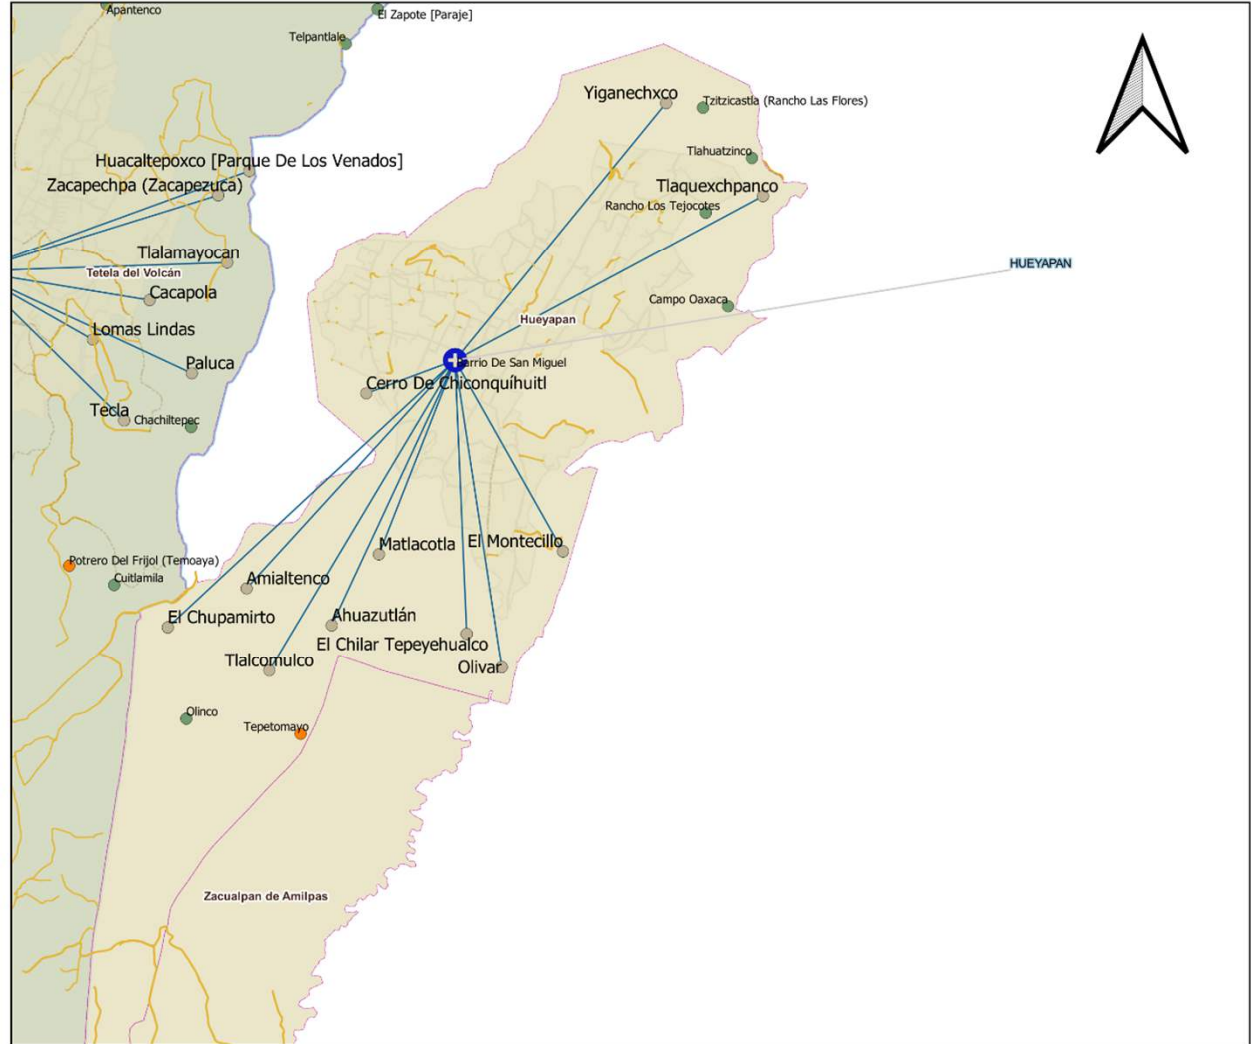 Apantenco
El Zapote [Paraje]
Telpantlale
Yiganechxco
Tzitzicastla (Rancho Las Flores)
Huacaltepoxco [Parque De Los Venados]
Tlahuatzinco
Zacapechpa (Zacapezuca)
Tlaquexchpanco
Rancho Los Tejocotes
Tlalamayocan
HUEYAPAN
Tetela del Volcán
Cacapola
Campo Oaxaca
Hueyapan
Lomas Lindas
Paluca
Barrio De San Miguel
Cerro De Chiconquíhuitl
Tecla
Chachiltepec
El Montecillo
Matlacotla
Potrero Del Frijol (Temoaya)
Cuitlamila
Amialtenco
El Chupamirto
Ahuazutlán
El Chilar Tepeyehualco
Tlalcomulco
Olivar
Olinco
Tepetomayo
Zacualpan de Amilpas